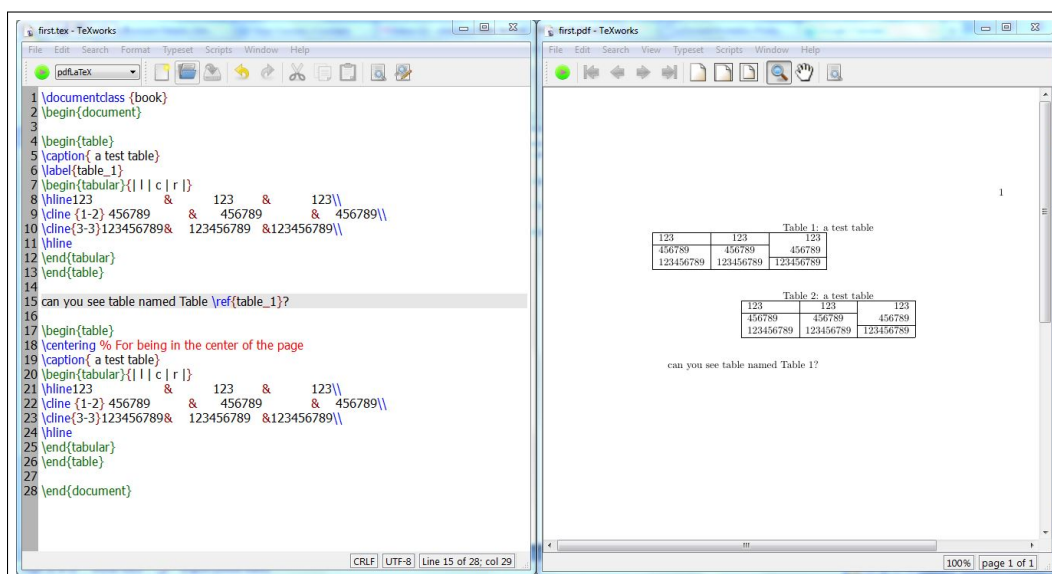 first.tex - TeXworks
File Edit Search Format Typeset Scripts Window Help
pdfLaTeX
1 \documentclass {book}
2 \begin{document}
3
4 \begin{table}
5 \caption{ a test table}
6 \label{table_1}
7 \begin{tabular}{| l | c | r |}
8 \hline123 & 123 & 123\\
9 \cline {1-2} 456789 & 456789 & 456789\\
10 \cline{3-3}123456789& 123456789 &123456789\\
11 \hline
12 \end{tabular}
13 \end{table}
14
15 can you see table named Table \ref{table_1}?
16
17 \begin{table}
18 \centering % For being in the center of the page
19 \caption{ a test table}
20 \begin{tabular}{| l | c | r |}
21 \hline123 & 123 & 123\\
22 \cline {1-2} 456789 & 456789 & 456789\\
23 \cline{3-3}123456789& 123456789 &123456789\\
24 \hline
25 \end{tabular}
26 \end{table}
27
28 \end{document}
CRLF UTF-8 Line 15 of 28; col 29
first.pdf - TeXworks
File Edit Search View Typeset Scripts Window Help
1
Table 1: a test table
123 123 123
456789 456789 456789
123456789 123456789 123456789
Table 2: a test table
123 123 123
456789 456789 456789
123456789 123456789 123456789
can you see table named Table 1?
100% page 1 of 1